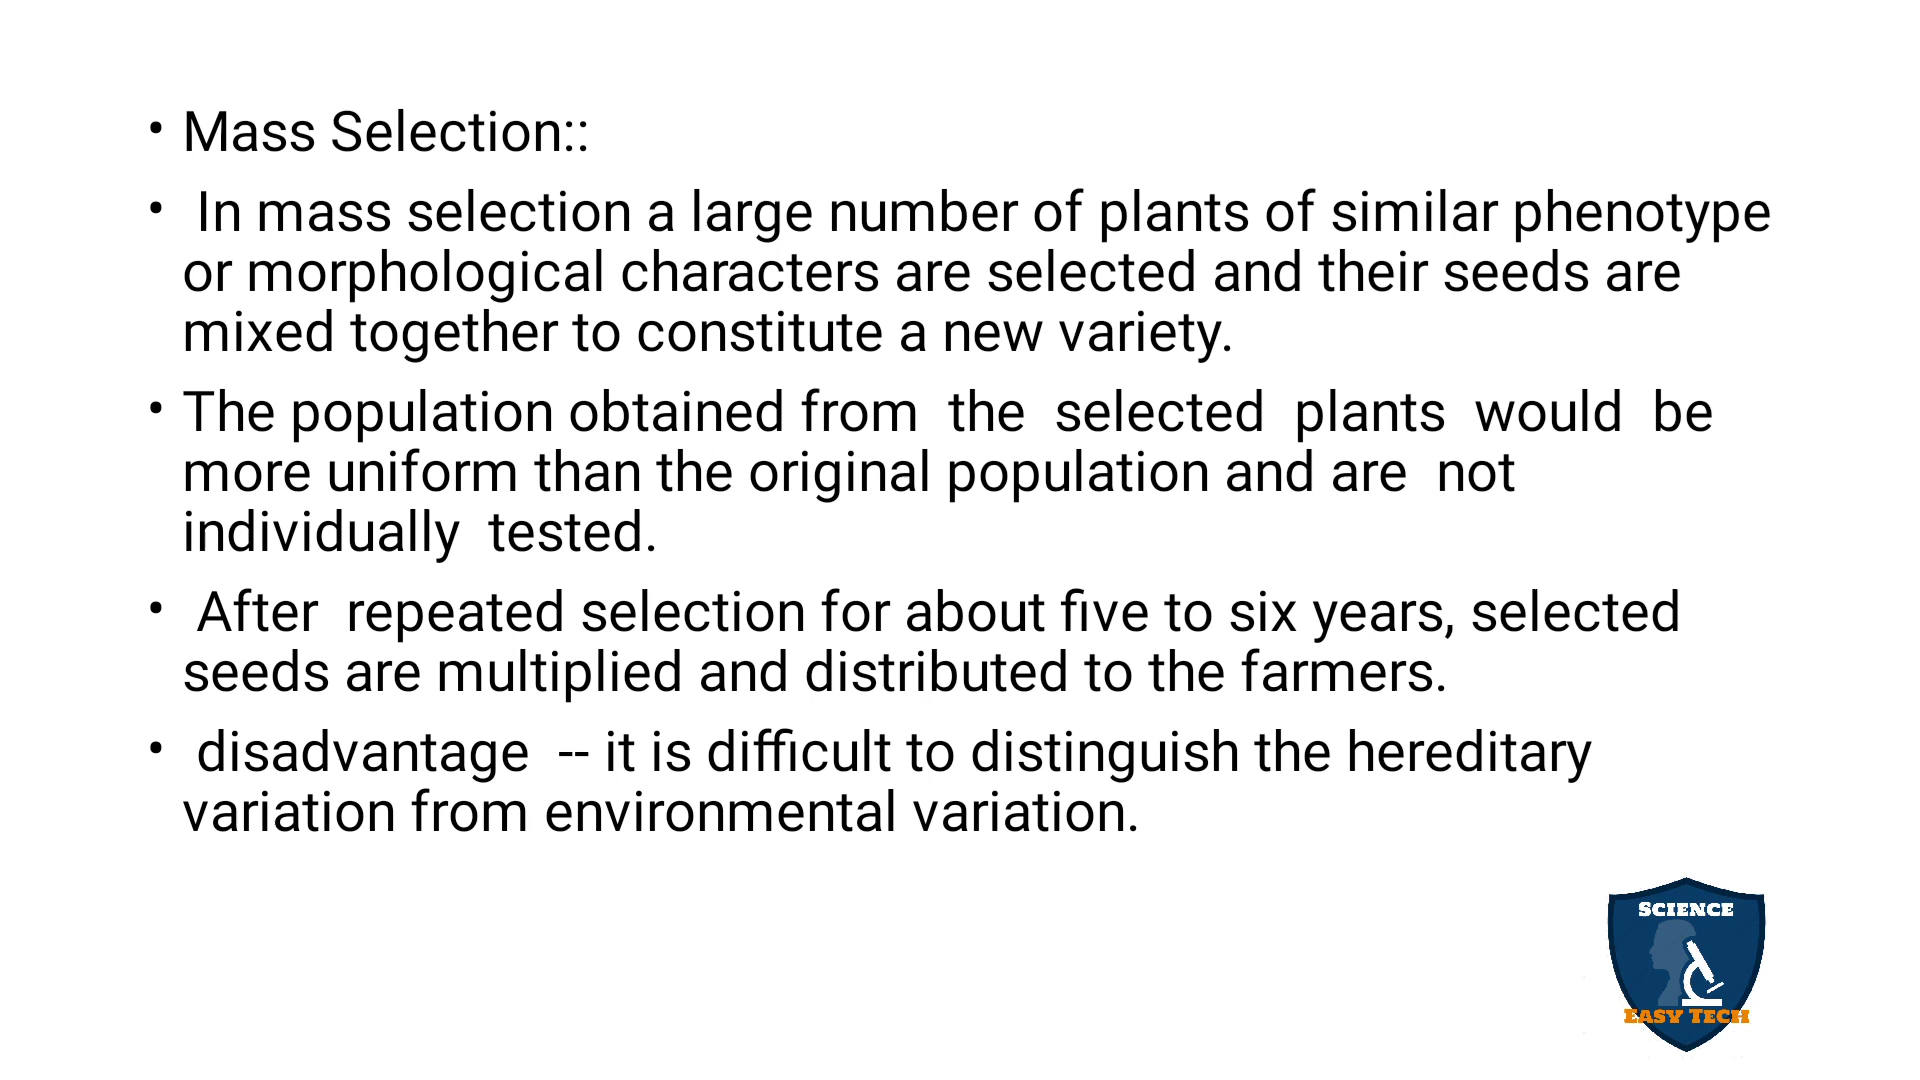 • Mass Selection::
•  In mass selection a large number of plants of similar phenotype
or morphological characters are selected and their seeds are
mixed together to constitute a new variety.
• The population obtained from  the  selected  plants  would  be
more uniform than the original population and are  not
individually  tested.
•  After  repeated selection for about five to six years, selected
seeds are multiplied and distributed to the farmers.
•  disadvantage  -- it is difficult to distinguish the hereditary
variation from environmental variation.
SCIENCE
EASY TECH